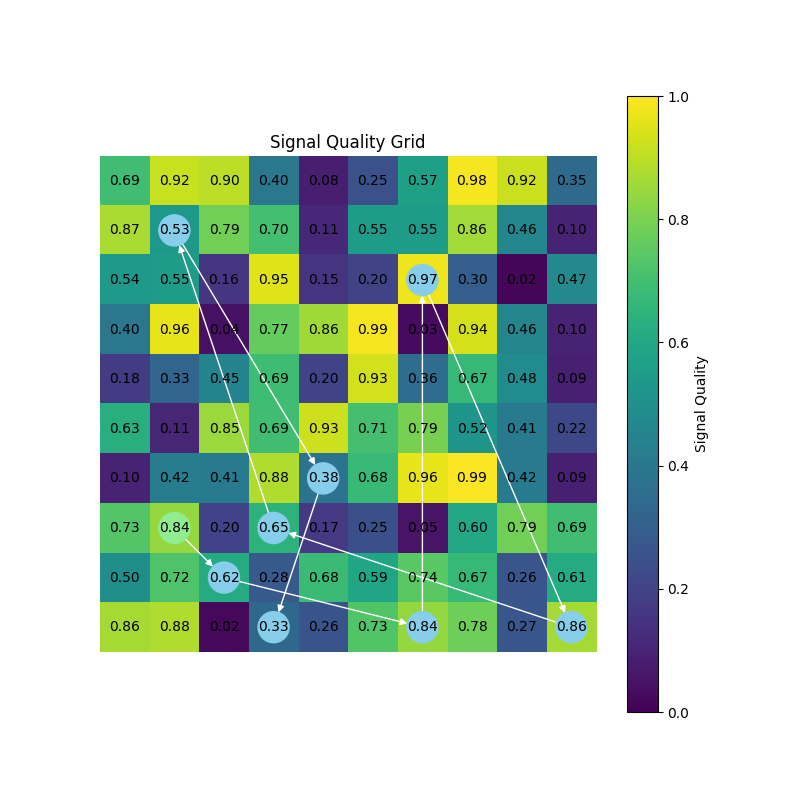 Signal Quality Grid
0.69 0.92 0.90 0.40 0.08 0.25 0.57 0.98 0.92 0.35
0.87 0.53 0.79 0.70 0.11 0.55 0.55 0.86 0.46 0.10
0.54 0.55 0.16 0.95 0.15 0.20 0.97 0.30 0.02 0.47
0.40 0.96 0.04 0.77 0.86 0.99 0.03 0.94 0.46 0.10
0.18 0.33 0.45 0.69 0.20 0.93 0.36 0.67 0.48 0.09
0.63 0.11 0.85 0.69 0.93 0.71 0.79 0.52 0.41 0.22
0.10 0.42 0.41 0.88 0.38 0.68 0.96 0.99 0.42 0.09
0.73 0.84 0.20 0.65 0.17 0.25 0.05 0.60 0.79 0.69
0.50 0.72 0.62 0.28 0.68 0.59 0.74 0.67 0.26 0.61
0.86 0.88 0.02 0.33 0.26 0.73 0.84 0.78 0.27 0.86
1.0
0.8
0.6
0.4
0.2
0.0
Signal Quality